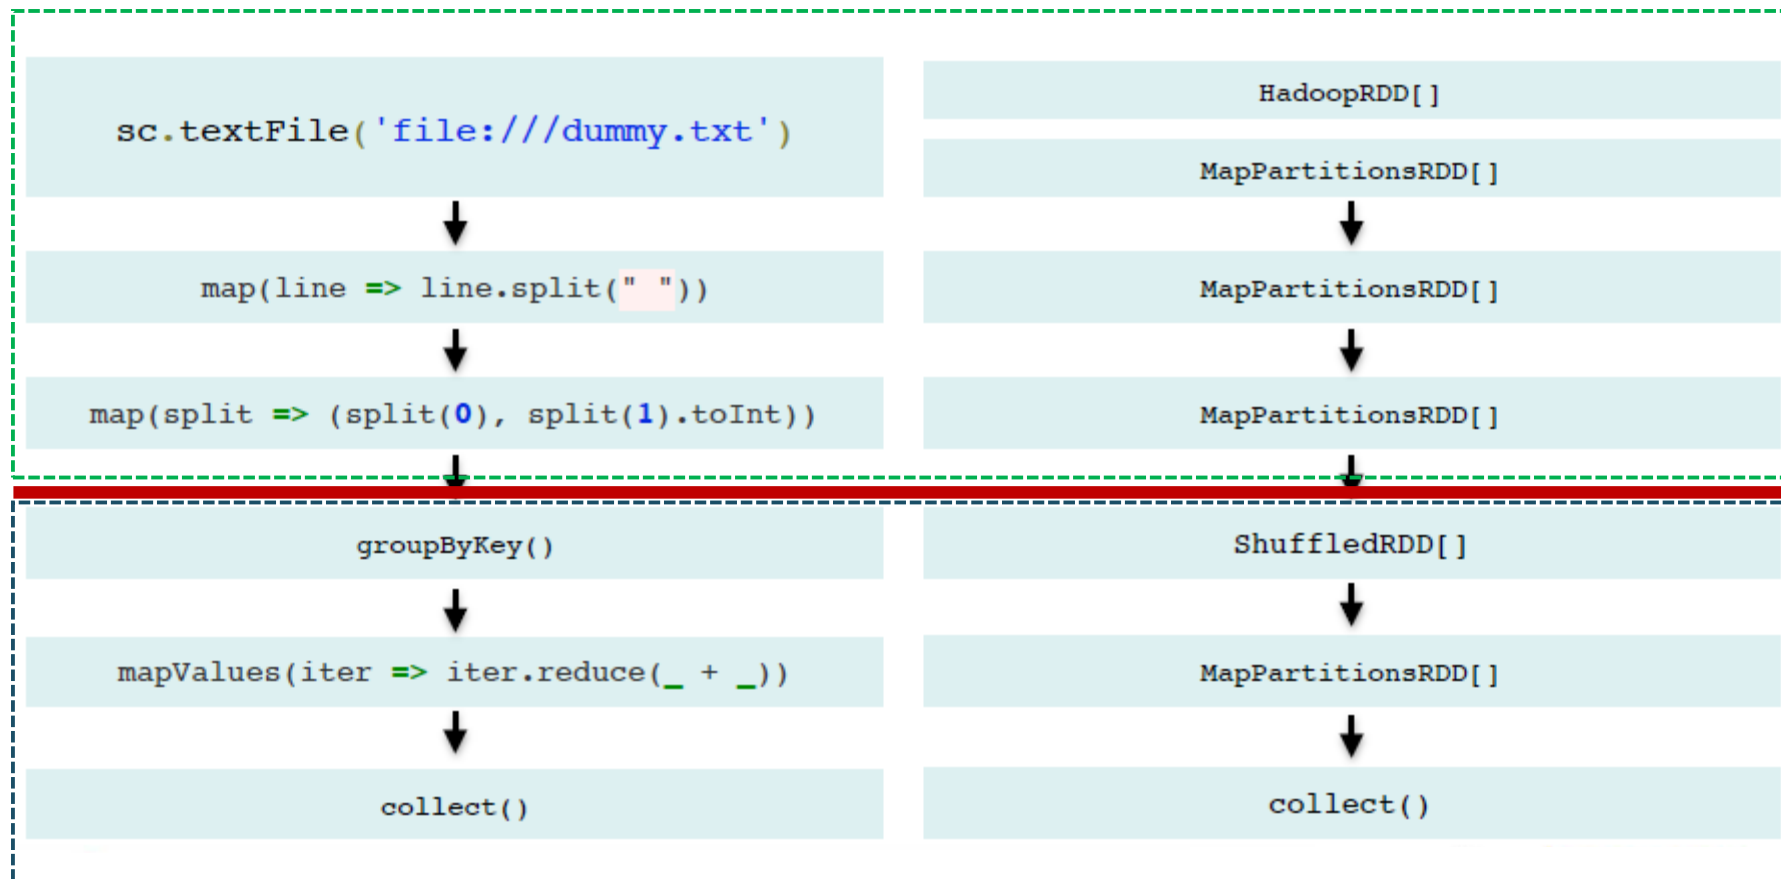 sc.textFile('file:///dummy.txt')
map(line => line.split(" "))
map(split => (split(0), split(1).toInt))
groupByKey()
mapValues(iter => iter.reduce(_ + _))
collect()
HadoopRDD[]
MapPartitionsRDD[]
MapPartitionsRDD[]
MapPartitionsRDD[]
ShuffledRDD[]
MapPartitionsRDD[]
collect()